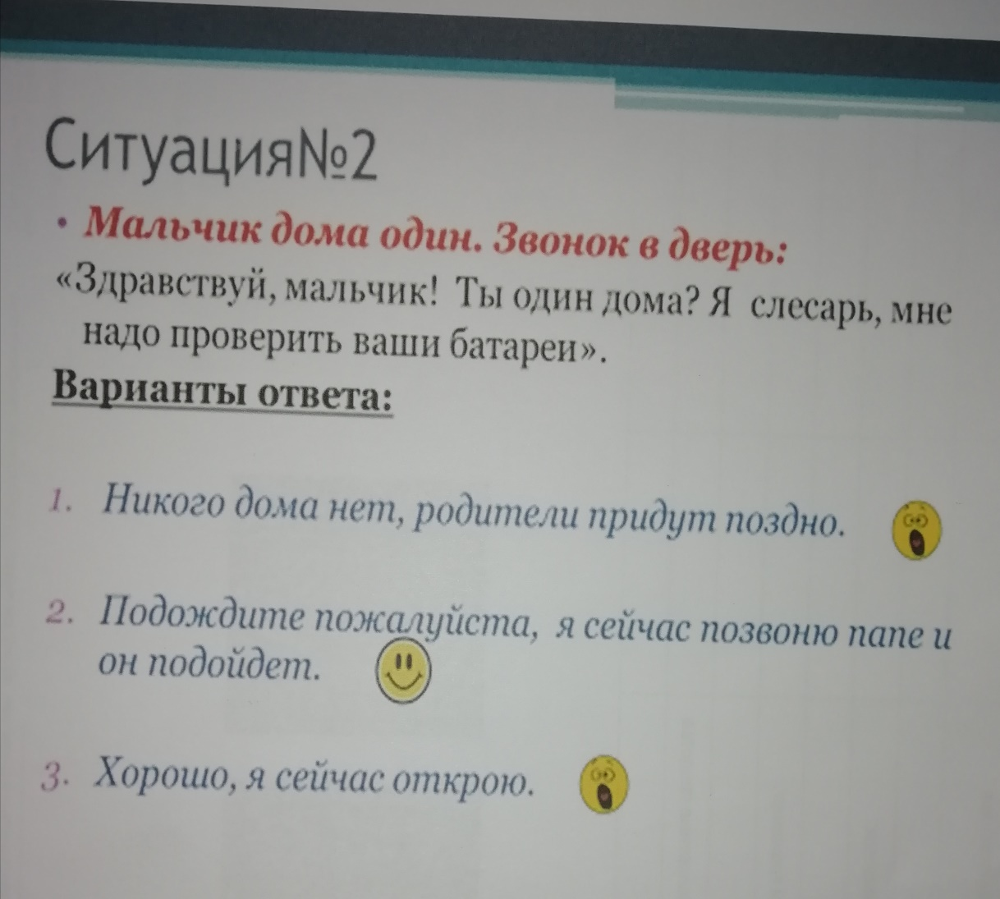 Ситуация№2
• Мальчик дома один. Звонок в дверь:
«Здравствуй, мальчик! Ты один дома? Я слесарь, мне
надо проверить ваши батареи».
Варианты ответа:
1. Никого дома нет, родители придут поздно.
2. Подождите пожалуйста, я сейчас позвоню папе и
он подойдет.
3. Хорошо, я сейчас открою.